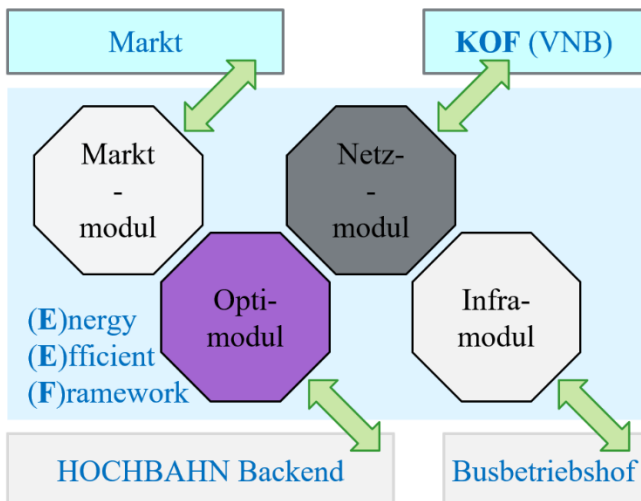 Markt
KOF (VNB)
Markt
-
modul
Netz-
-
modul
Opti-
modul
Infra-
modul
(E)nergy
(E)fficient
(F)ramework
HOCHBAHN Backend
Busbetriebshof